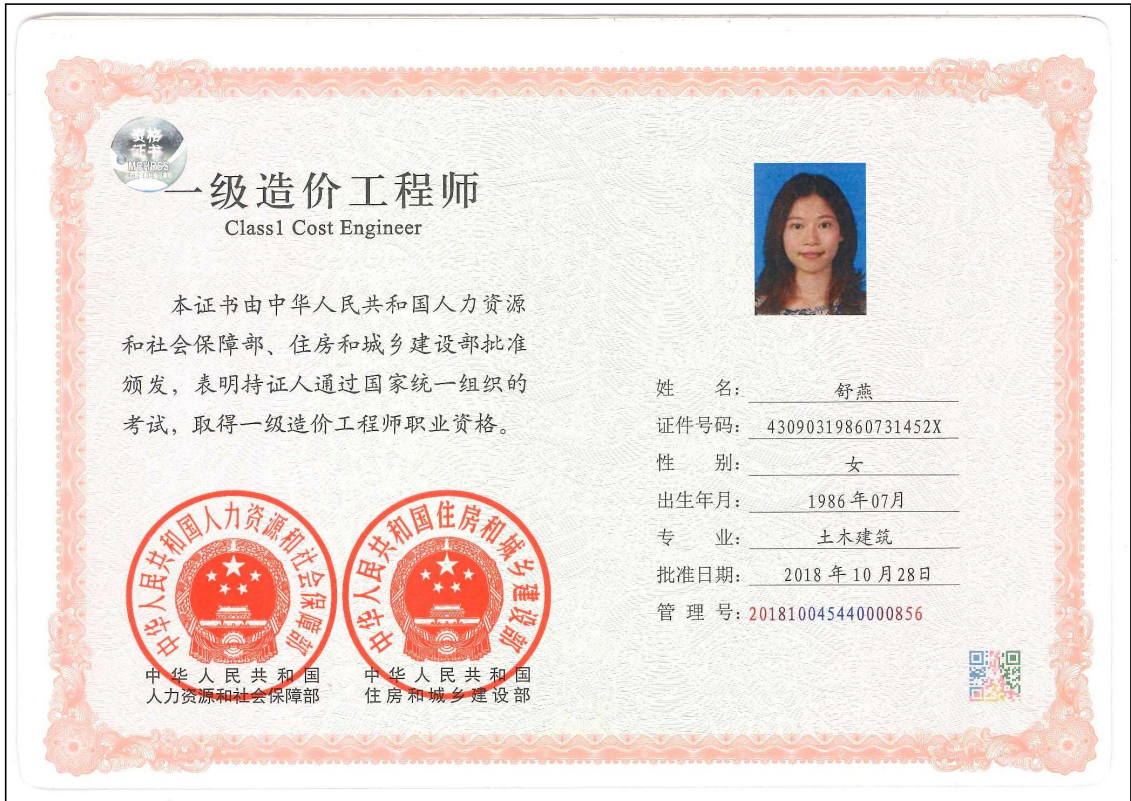 资格
证书
MOHRSS
一级造价工程师
Class1 Cost Engineer
本证书由中华人民共和国人力资源
和社会保障部、住房和城乡建设部批准
颁发，表明持证人通过国家统一组织的
考试，取得一级造价工程师职业资格。
中华人民共和国人力资源和社会保障部
中华人民共和国住房和城乡建设部
中华人民共和国
人力资源和社会保障部
中华人民共和国
住房和城乡建设部
姓 名：舒燕
证件号码：43090319860731452X
性 别：女
出生年月：1986年07月
专 业：土木建筑
批准日期：2018年10月28日
管 理 号：201810045440000856